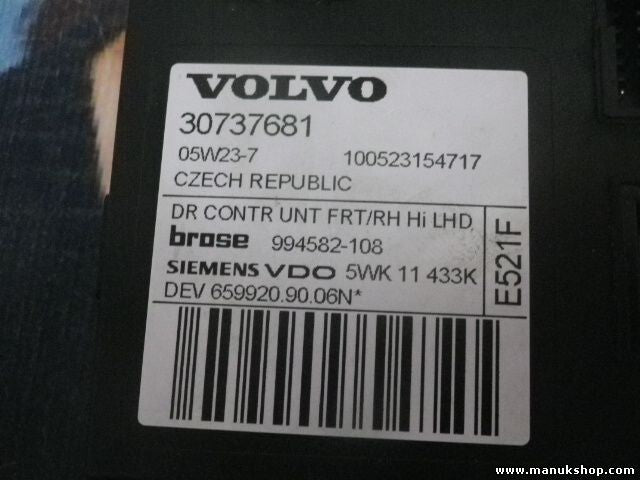 VOLVO
30737681
05W23-7 100523154717
CZECH REPUBLIC
DR CONTR UNT FRT/RH Hi LHD
brose 994582-108
SIEMENS VDO 5WK 11 433K
DEV 659920.90.06N*
E521F
www.manukshop.com